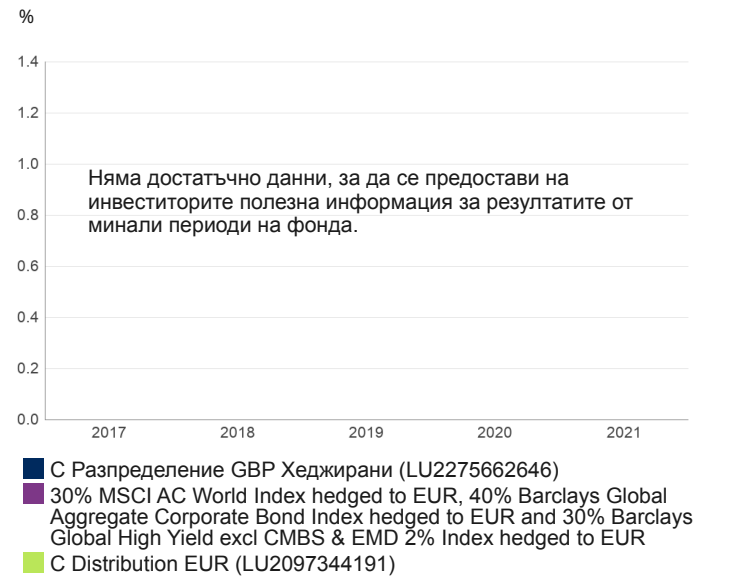 %
1.4
1.2
1.0
0.8
0.6
0.4
0.2
0.0
Няма достатъчно данни, за да се предостави на
инвеститорите полезна информация за резултатите от
минали периоди на фонда.
2017 2018 2019 2020 2021
C Разпределение GBP Хеджирани (LU2275662646)
30% MSCI AC World Index hedged to EUR, 40% Barclays Global
Aggregate Corporate Bond Index hedged to EUR and 30% Barclays
Global High Yield excl CMBS & EMD 2% Index hedged to EUR
C Distribution EUR (LU2097344191)